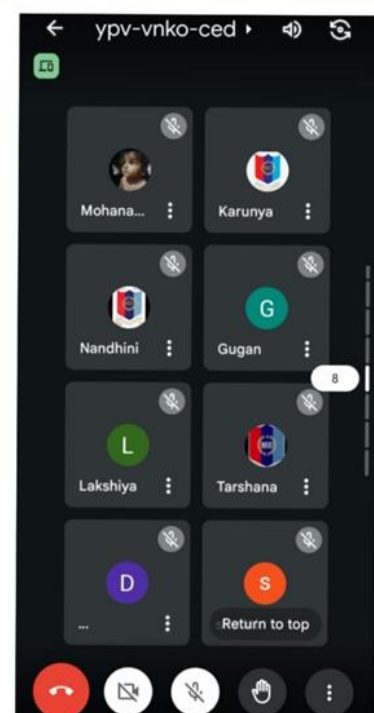 ypv-vnko-ced
Mohana...
Karunya
Nandhini
G
Gugan
8
L
Lakshiya
Tarshana
D
...
S
Return to top